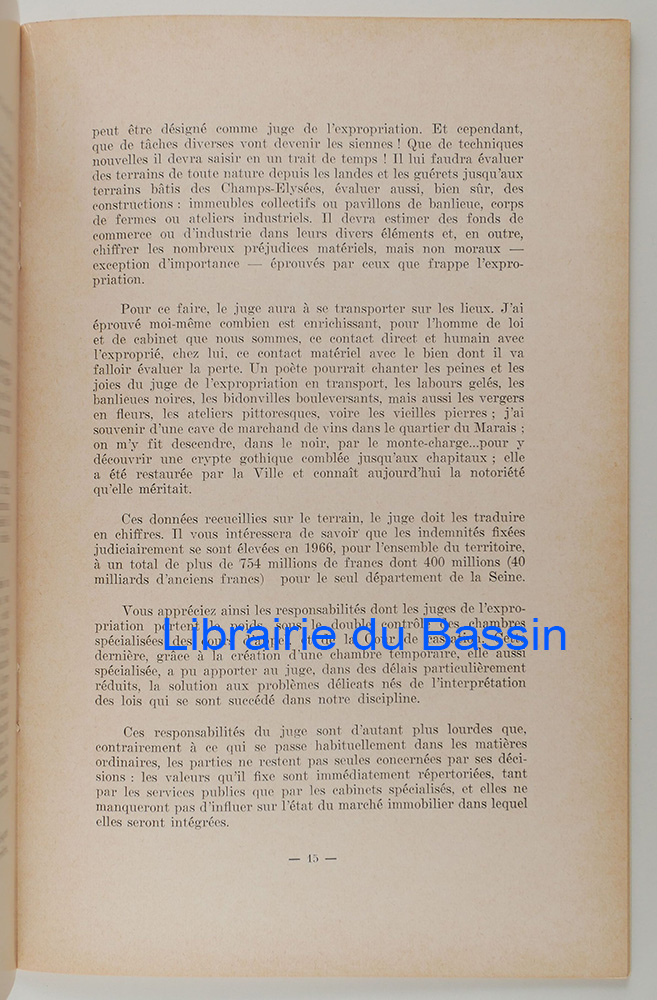 peut être désigné comme juge de l'expropriation. Et cependant,
que de tâches diverses vont devenir les siennes ! Que de techniques
nouvelles il devra saisir en un trait de temps ! Il lui faudra évaluer
des terrains de toute nature depuis les landes et les guérets jusqu'aux
terrains bâtis des Champs-Elysées, évaluer aussi, bien sûr, des
constructions : immeubles collectifs ou pavillons de banlieue, corps
de fermes ou ateliers industriels. Il devra estimer des fonds de
commerce ou d'industrie dans leurs divers éléments et, en outre,
chiffrer les nombreux préjudices matériels, mais non moraux —
exception d'importance — éprouvés par ceux que frappe l'expro-
priation.
Pour ce faire, le juge aura à se transporter sur les lieux. J'ai
éprouvé moi-même combien est enrichissant, pour l'homme de loi
et de cabinet que nous sommes, ce contact direct et humain avec
l'exproprié, chez lui, ce contact matériel avec le bien dont il va
falloir évaluer la perte. Un poète pourrait chanter les peines et les
joies du juge de l'expropriation en transport, les labours gelés, les
banlieues noires, les bidonvilles bouleversants, mais aussi les vergers
en fleurs, les ateliers pittoresques, voire les vieilles pierres ; j'ai
souvenir d'une cave de marchand de vins dans le quartier du Marais ;
on m'y fit descendre, dans le noir, par le monte-charge...pour y
découvrir une crypte gothique comblée jusqu'aux chapitaux ; elle
a été restaurée par la Ville et connaît aujourd'hui la notoriété
qu'elle méritait.
Ces données recueillies sur le terrain, le juge doit les traduire
en chiffres. Il vous intéressera de savoir que les indemnités fixées
judiciairement se sont élevées en 1966, pour l'ensemble du territoire,
à un total de plus de 754 millions de francs dont 400 millions (40
milliards d'anciens francs) pour le seul département de la Seine.
Vous appréciez ainsi les responsabilités dont les juges de l'expro-
priation portent le poids, sous le double contrôle des chambres
spécialisées des cours d'appel et de la Cour de
Librairie du Bassin
dernière, grâce à la création d'une chambre temporaire, elle aussi
spécialisée, a pu apporter au juge, dans des délais particulièrement
réduits, la solution aux problèmes délicats nés de l'interprétation
des lois qui se sont succédé dans notre discipline.
Ces responsabilités du juge sont d'autant plus lourdes que,
contrairement à ce qui se passe habituellement dans les matières
ordinaires, les parties ne restent pas seules concernées par ses déci-
sions : les valeurs qu'il fixe sont immédiatement répertoriées, tant
par les services publics que par les cabinets spécialisés, et elles ne
manqueront pas d'influer sur l'état du marché immobilier dans lequel
elles seront intégrées.
— 15 —